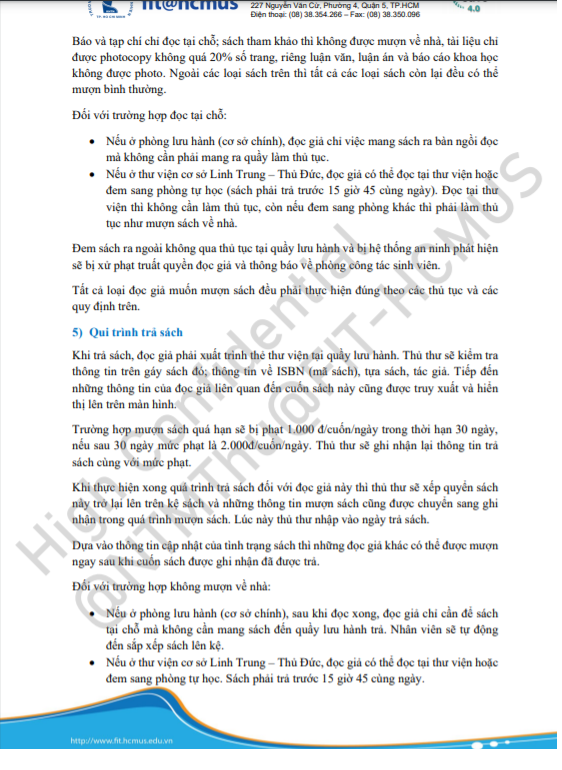 fit@hcmus
227 Nguyễn Văn Cừ, Phường 4, Quận 5, TP.HCM
Điện thoại: (08) 38.354.266 – Fax: (08) 38.350.096
TP. HỒ CHÍ MINH
4.0
Báo và tạp chí chỉ đọc tại chỗ; sách tham khảo thì không được mượn về nhà, tài liệu chỉ
được photocopy không quá 20% số trang, riêng luận văn, luận án và báo cáo khoa học
không được photo. Ngoài các loại sách trên thì tất cả các loại sách còn lại đều có thể
mượn bình thường.
Đối với trường hợp đọc tại chỗ:
• Nếu ở phòng lưu hành (cơ sở chính), đọc giả chỉ việc mang sách ra bàn ngồi đọc
mà không cần phải mang ra quầy làm thủ tục.
• Nếu ở thư viện cơ sở Linh Trung – Thủ Đức, đọc giả có thể đọc tại thư viện hoặc
đem sang phòng tự học (sách phải trả trước 15 giờ 45 cùng ngày). Đọc tại thư
viện thì không cần làm thủ tục, còn nếu đem sang phòng khác thì phải làm thủ
tục như mượn sách về nhà.
Đem sách ra ngoài không qua thủ tục tại quầy lưu hành và bị hệ thống an ninh phát hiện
sẽ bị xử phạt truất quyền đọc giả và thông báo về phòng công tác sinh viên.
Tất cả loại đọc giả muốn mượn sách đều phải thực hiện đúng theo các thủ tục và các
quy định trên.
5) Qui trình trả sách
Khi trả sách, đọc giả phải xuất trình thẻ thư viện tại quầy lưu hành. Thủ thư sẽ kiểm tra
thông tin trên gáy sách đó: thông tin về ISBN (mã sách), tựa sách, tác giả. Tiếp đến
những thông tin của đọc giả liên quan đến cuốn sách này cũng được truy xuất và hiển
thị lên trên màn hình.
Trường hợp mượn sách quá hạn sẽ bị phạt 1.000 đ/cuốn/ngày trong thời hạn 30 ngày,
nếu sau 30 ngày mức phạt là 2.000đ/cuốn/ngày. Thủ thư sẽ ghi nhận lại thông tin trả
sách cùng với mức phạt.
Khi thực hiện xong quá trình trả sách đối với đọc giả này thì thủ thư sẽ xếp quyển sách
này trở lại lên trên kệ sách và những thông tin mượn sách cũng được chuyển sang ghi
nhận trong quá trình mượn sách. Lúc này thủ thư nhập vào ngày trả sách.
Dựa vào thông tin cập nhật của tình trạng sách thì những đọc giả khác có thể được mượn
ngay sau khi cuốn sách được ghi nhận đã được trả.
Đối với trường hợp không mượn về nhà:
• Nếu ở phòng lưu hành (cơ sở chính), sau khi đọc xong, đọc giả chỉ cần để sách
tại chỗ mà không cần mang sách đến quầy lưu hành trả. Nhân viên sẽ tự động
đến sắp xếp sách lên kệ.
• Nếu ở thư viện cơ sở Linh Trung – Thủ Đức, đọc giả có thể đọc tại thư viện hoặc
đem sang phòng tự học. Sách phải trả trước 15 giờ 45 cùng ngày.
High Confidential
@NTMThu@FIT-HCMUS
http://www.fit.hcmus.edu.vn